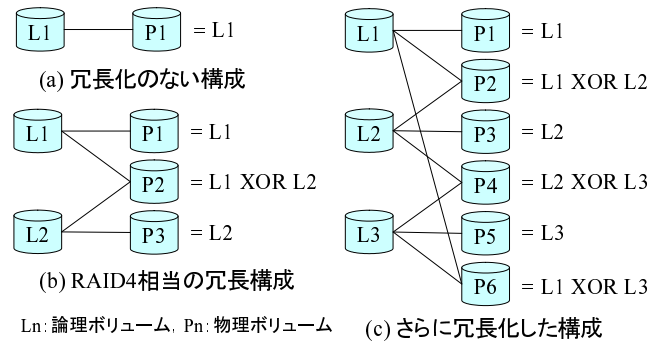 L1 P1 = L1
(a) 冗長化のない構成
L1 P1 = L1
P2 = L1 XOR L2
L2 P3 = L2
(b) RAID4相当の冗長構成
Ln: 論理ボリューム, Pn: 物理ボリューム
L1 P1 = L1
P2 = L1 XOR L2
L2 P3 = L2
P4 = L2 XOR L3
L3 P5 = L3
P6 = L1 XOR L3
(c) さらに冗長化した構成